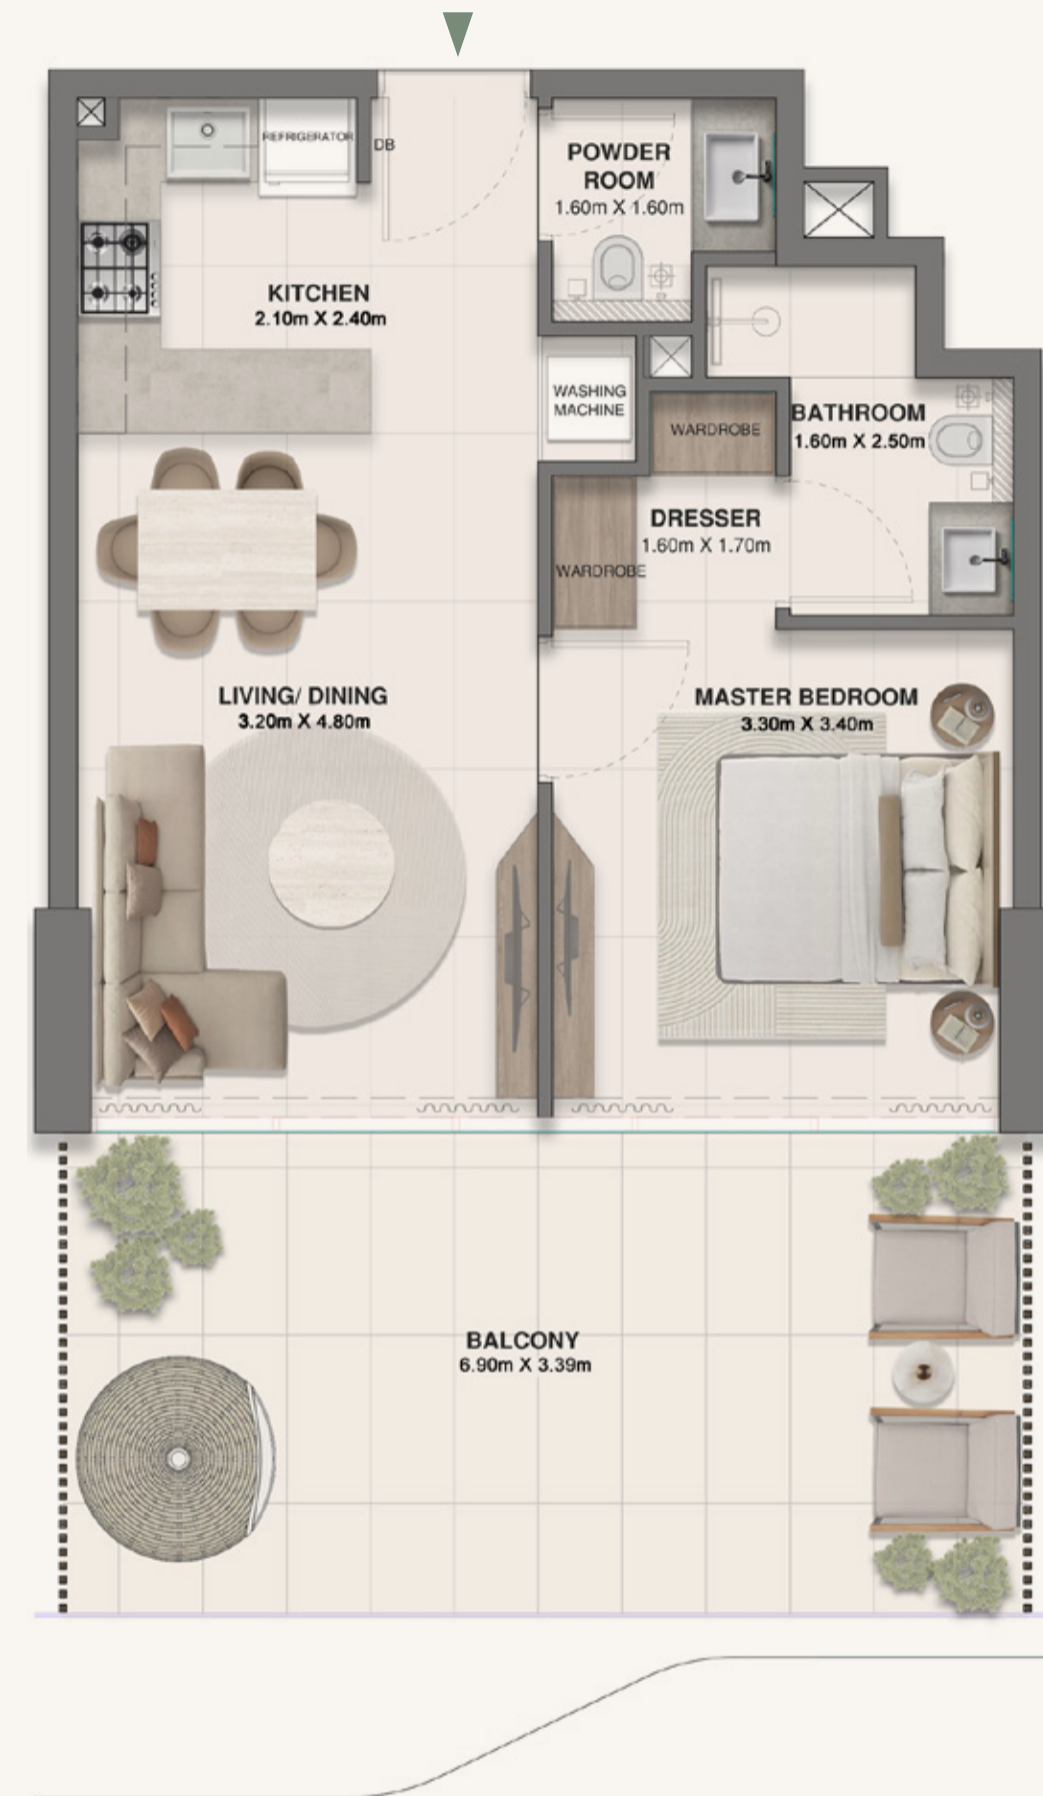 REFRIGERATOR
DB
POWDER
ROOM
1.60m X 1.60m
KITCHEN
2.10m X 2.40m
WASHING
MACHINE
WARDROBE
BATHROOM
1.60m X 2.50m
DRESSER
1.60m X 1.70m
WARDROBE
LIVING/ DINING
3.20m X 4.80m
MASTER BEDROOM
3.30m X 3.40m
BALCONY
6.90m X 3.39m